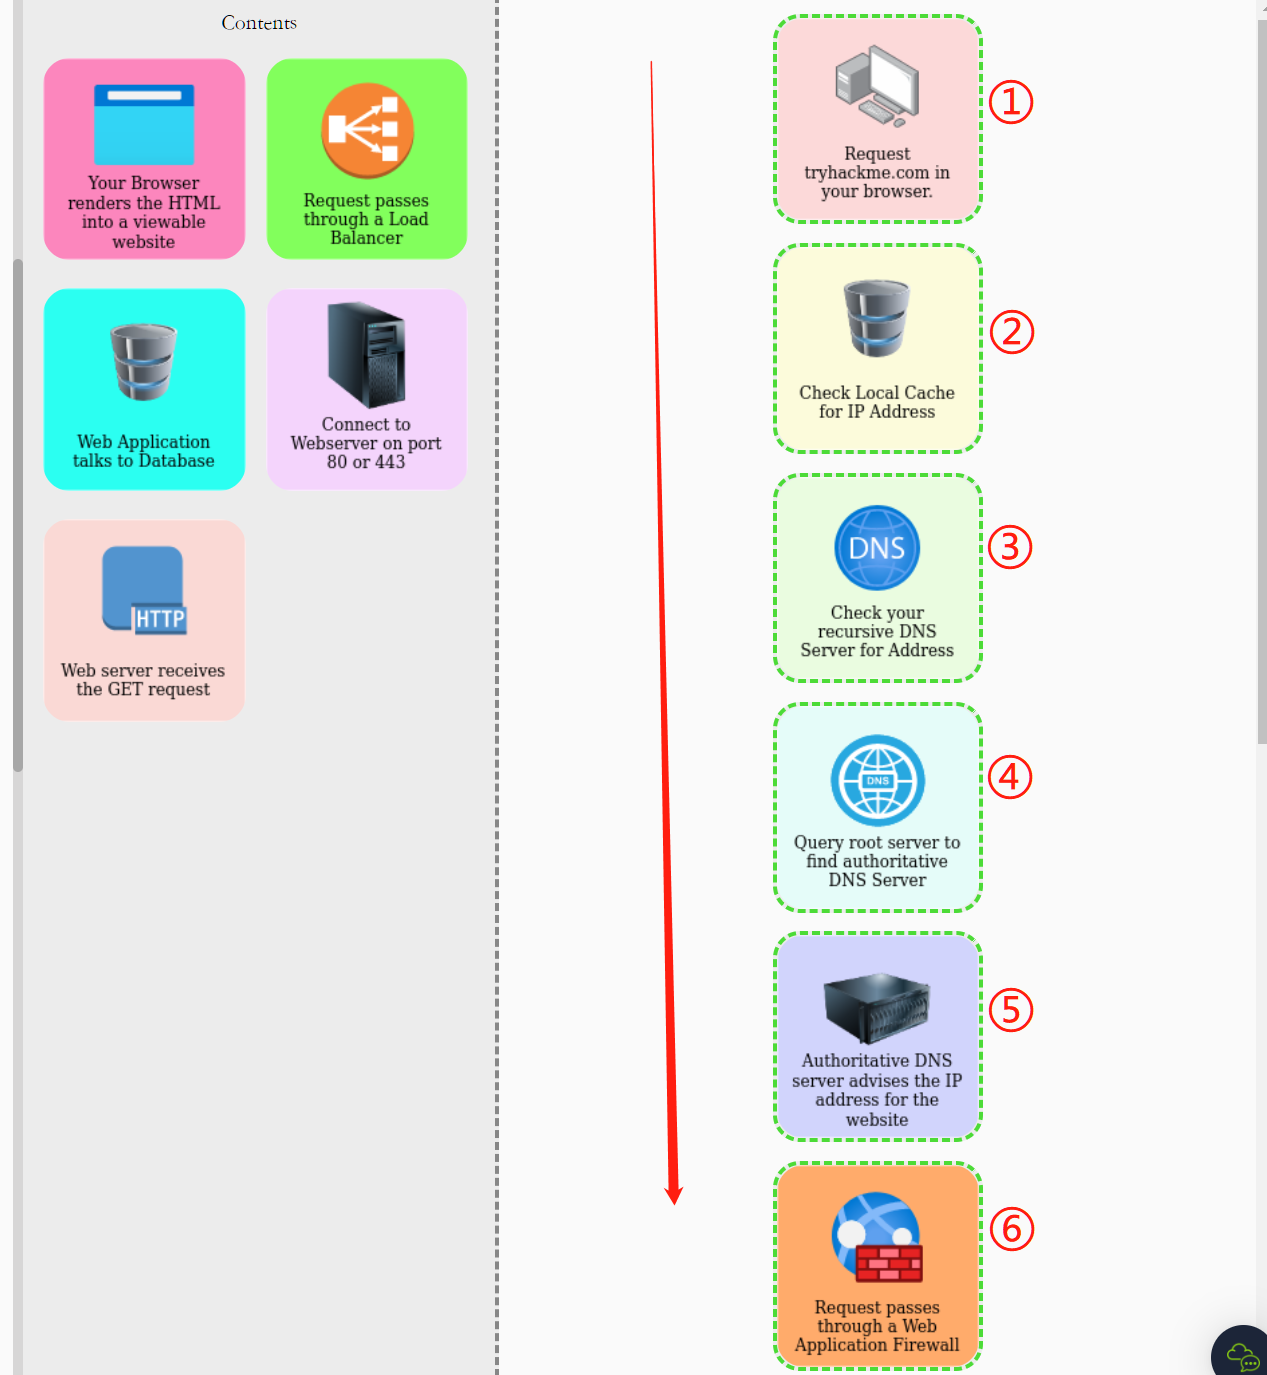 Contents
Your Browser
renders the HTML
into a viewable
website
Request passes
through a Load
Balancer
Web Application
talks to Database
Connect to
Webserver on port
80 or 443
HTTP
Web server receives
the GET request
Request
tryhackme.com in
your browser.
①
Check Local Cache
for IP Address
②
DNS
Check your
recursive DNS
Server for Address
③
DNS
Query root server to
find authoritative
DNS Server
④
Authoritative DNS
server advises the IP
address for the
website
⑤
Request passes
through a Web
Application Firewall
⑥